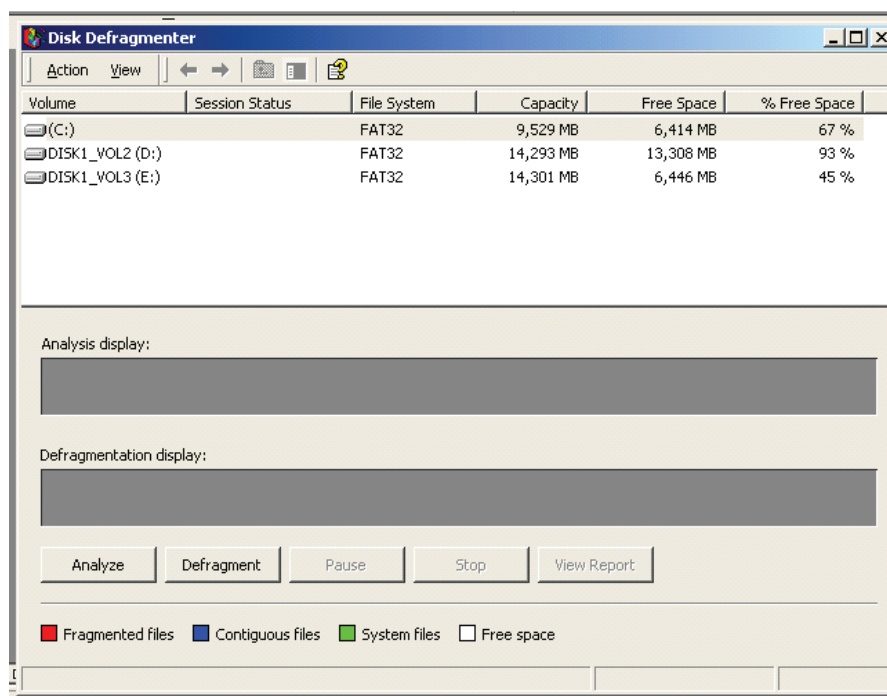 Disk Defragmenter
Action View
Volume Session Status File System Capacity Free Space % Free Space
(C:) FAT32 9,529 MB 6,414 MB 67 %
DISK1_VOL2 (D:) FAT32 14,293 MB 13,308 MB 93 %
DISK1_VOL3 (E:) FAT32 14,301 MB 6,446 MB 45 %
Analysis display:
Defragmentation display:
Analyze Defragment Pause Stop View Report
Fragmented files Contiguous files System files Free space